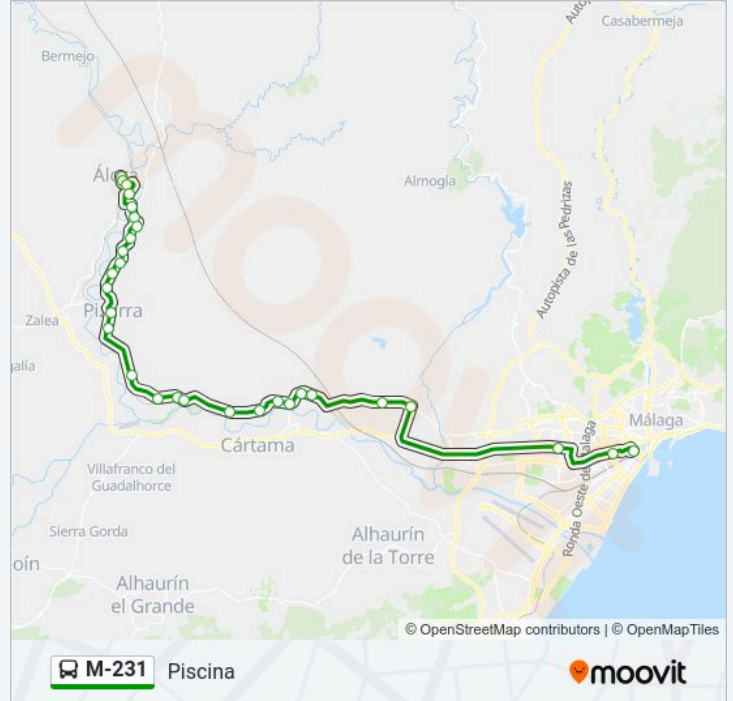 Casabermeja
Bermejo
Álora
Almogía
Autopista de las Pedrizas
Pizarra
Zalea
Málaga
Cártama
Villafranco del
Guadalhorce
Ronda Oeste de Málaga
Sierra Gorda
Alhaurín
de la Torre
oín
Alhaurín
el Grande
© OpenStreetMap contributors | © OpenMapTiles
M-231 Piscina
moovit